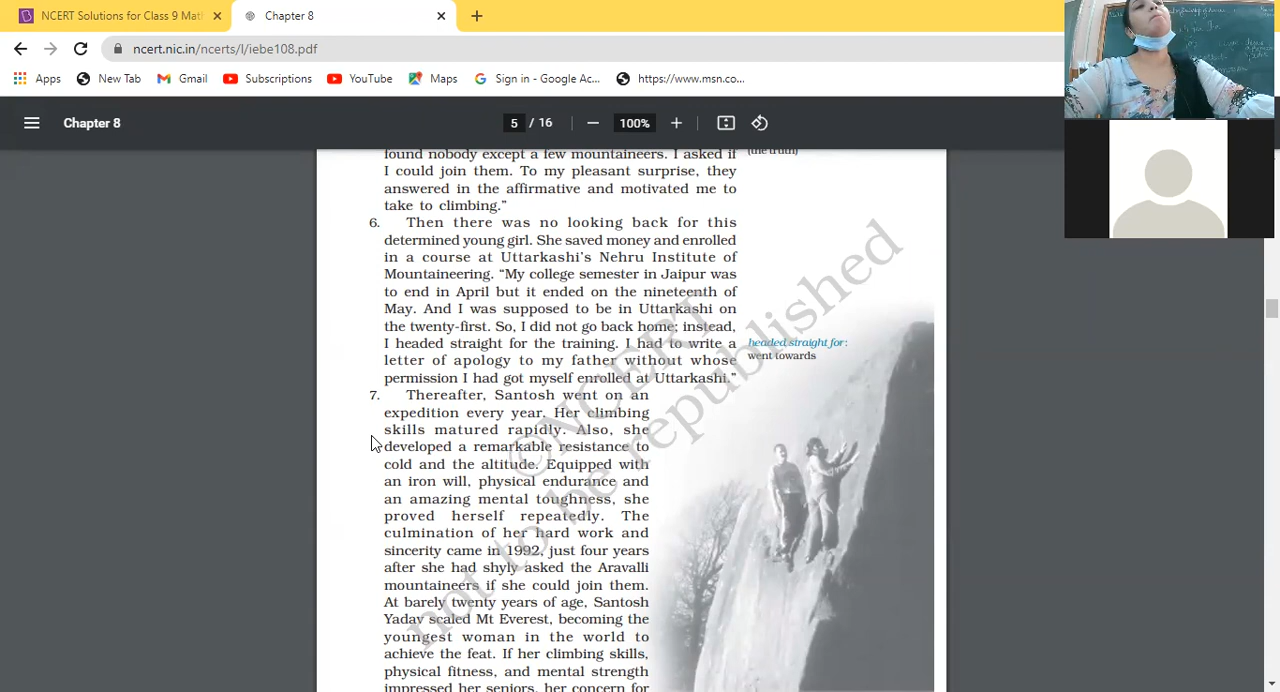 NCERT Solutions for Class 9 Mat
Chapter 8
ncert.nic.in/ncerts/l/iebe108.pdf
Apps
New Tab
Gmail
Subscriptions
YouTube
Maps
Sign in - Google Ac...
https://www.msn.co...
Chapter 8
5 / 16
100%
found nobody except a few mountaineers. I asked if
(the truth)
I could join them. To my pleasant surprise, they
answered in the affirmative and motivated me to
take to climbing.”
6. Then there was no looking back for this
determined young girl. She saved money and enrolled
in a course at Uttarkashi’s Nehru Institute of
Mountaineering. “My college semester in Jaipur was
to end in April but it ended on the nineteenth of
May. And I was supposed to be in Uttarkashi on
the twenty-first. So, I did not go back home; instead,
I headed straight for the training. I had to write a
letter of apology to my father without whose
permission I had got myself enrolled at Uttarkashi.”
headed straight for:
went towards
7. Thereafter, Santosh went on an
expedition every year. Her climbing
skills matured rapidly. Also, she
developed a remarkable resistance to
cold and the altitude. Equipped with
an iron will, physical endurance and
an amazing mental toughness, she
proved herself repeatedly. The
culmination of her hard work and
sincerity came in 1992, just four years
after she had shyly asked the Aravalli
mountaineers if she could join them.
At barely twenty years of age, Santosh
Yadav scaled Mt Everest, becoming the
youngest woman in the world to
achieve the feat. If her climbing skills,
physical fitness, and mental strength
impressed her seniors, her concern for
©NCERT
not to be republished